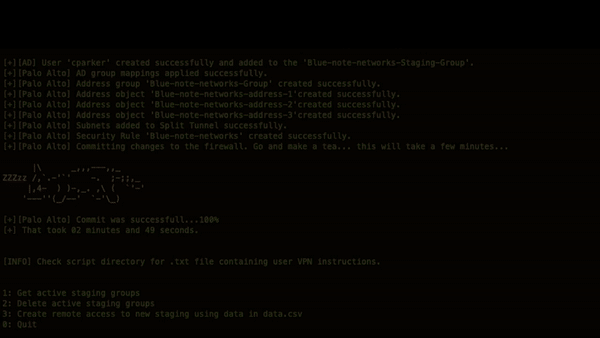 [+][AD] User 'cparker' created successfully and added to the 'Blue-note-networks-Staging-Group'.
[+][Palo Alto] AD group mappings applied successfully.
[+][Palo Alto] Address group 'Blue-note-networks-Group' created successfully.
[+][Palo Alto] Address object 'Blue-note-networks-address-1'created successfully.
[+][Palo Alto] Address object 'Blue-note-networks-address-2'created successfully.
[+][Palo Alto] Address object 'Blue-note-networks-address-3'created successfully.
[+][Palo Alto] Subnets added to Split Tunnel successfully.
[+][Palo Alto] Security Rule 'Blue-note-networks' created successfully.
[+][Palo Alto] Committing changes to the firewall. Go and make a tea... this will take a few minutes...
ZZZzz
[+][Palo Alto] Commit was successfull...100%
[+] That took 02 minutes and 49 seconds.
[INFO] Check script directory for .txt file containing user VPN instructions.
1: Get active staging groups
2: Delete active staging groups
3: Create remote access to new staging using data in data.csv
0: Quit